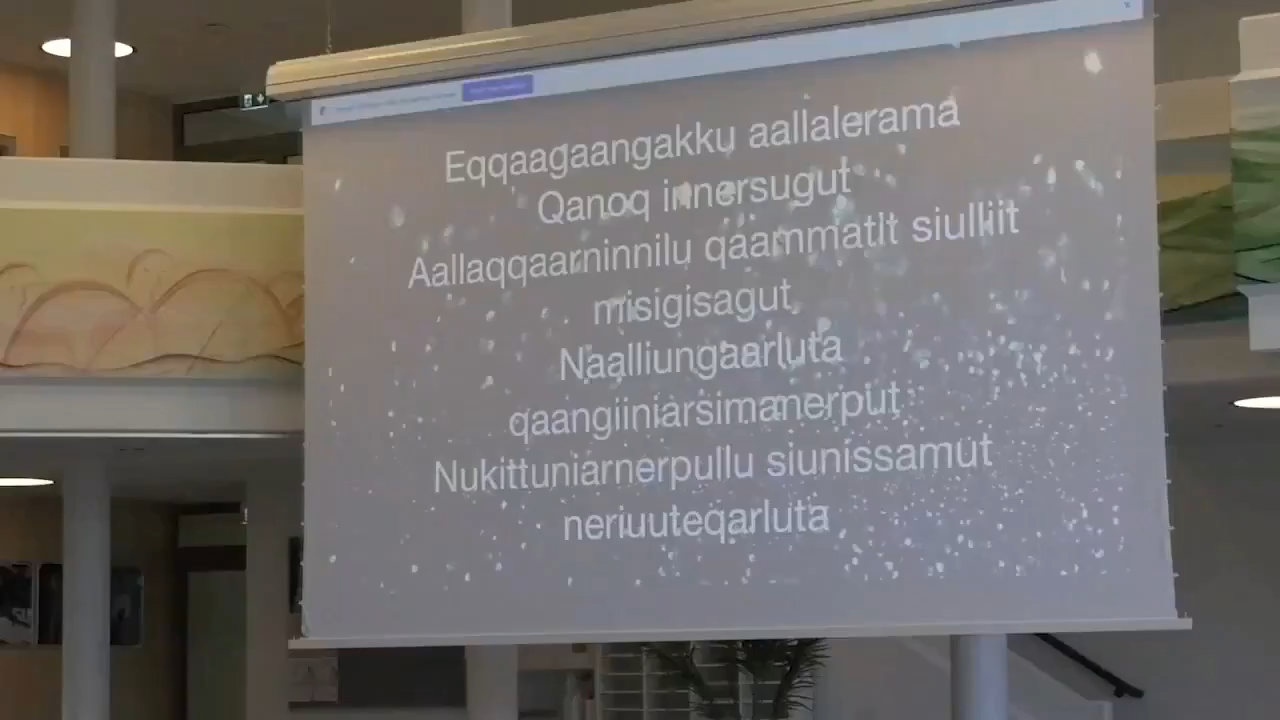 Eqqaagaangakku aallalerama
Qanoq innersugut
Aallaqqaarninnilu qaammatit siulliit
misigisagut
Naalliungaarluta
qaangiiniarsimanerput
Nukittuniarnerpullu siunissamut
neriuuteqarluta